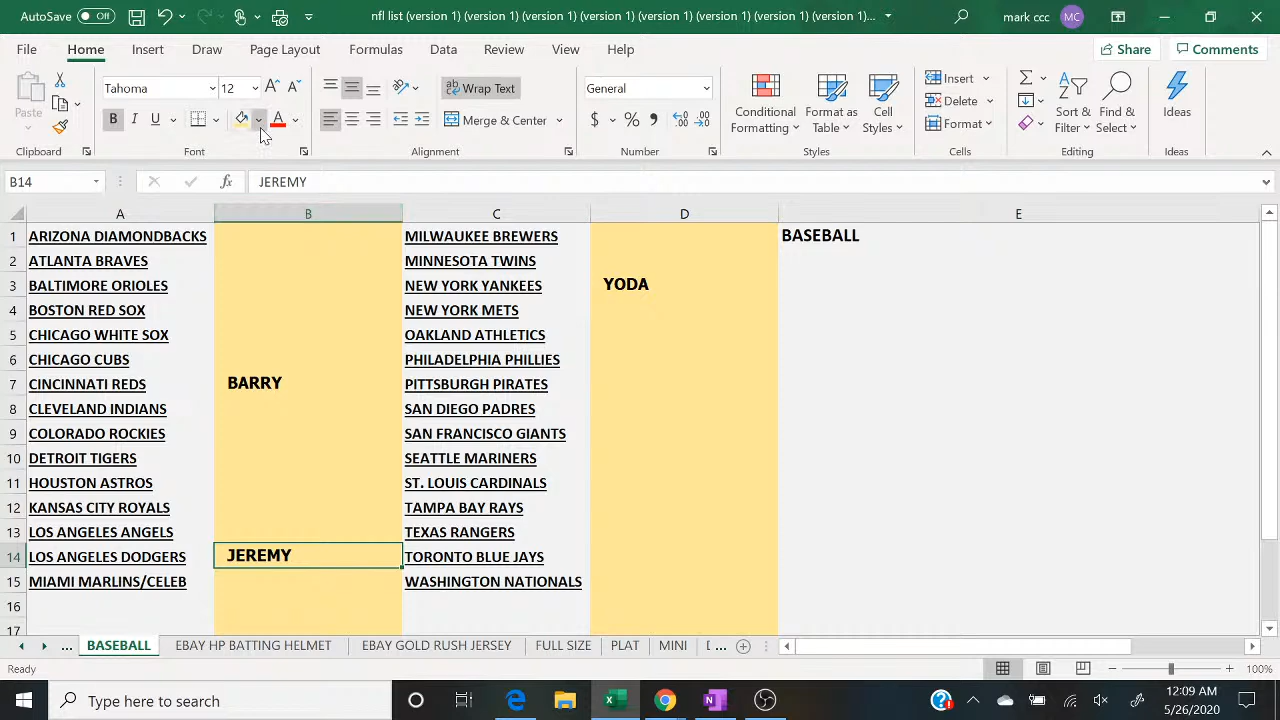 AutoSave Off nfl list (version 1) (version 1) (version 1) (version 1) (version 1) (version 1) (version 1)... mark ccc MC
File Home Insert Draw Page Layout Formulas Data Review View Help Share Comments
Paste Tahoma 12 Wrap Text General Conditional Formatting Format as Table Cell Styles Insert Sort & Filter Find & Select Ideas
B I U A Merge & Center $ % Delete
Format
Clipboard Font Alignment Number Styles Cells Editing Ideas
B14 fx JEREMY
A B C D E
1 ARIZONA DIAMONDBACKS MILWAUKEE BREWERS BASEBALL
2 ATLANTA BRAVES MINNESOTA TWINS
3 BALTIMORE ORIOLES NEW YORK YANKEES YODA
4 BOSTON RED SOX NEW YORK METS
5 CHICAGO WHITE SOX OAKLAND ATHLETICS
6 CHICAGO CUBS PHILADELPHIA PHILLIES
7 CINCINNATI REDS BARRY PITTSBURGH PIRATES
8 CLEVELAND INDIANS SAN DIEGO PADRES
9 COLORADO ROCKIES SAN FRANCISCO GIANTS
10 DETROIT TIGERS SEATTLE MARINERS
11 HOUSTON ASTROS ST. LOUIS CARDINALS
12 KANSAS CITY ROYALS TAMPA BAY RAYS
13 LOS ANGELES ANGELS TEXAS RANGERS
14 LOS ANGELES DODGERS JEREMY TORONTO BLUE JAYS
15 MIAMI MARLINS/CELEB WASHINGTON NATIONALS
16
17
... BASEBALL EBAY HP BATTING HELMET EBAY GOLD RUSH JERSEY FULL SIZE PLAT MINI ...
Ready 100%
Type here to search 12:09 AM
5/26/2020